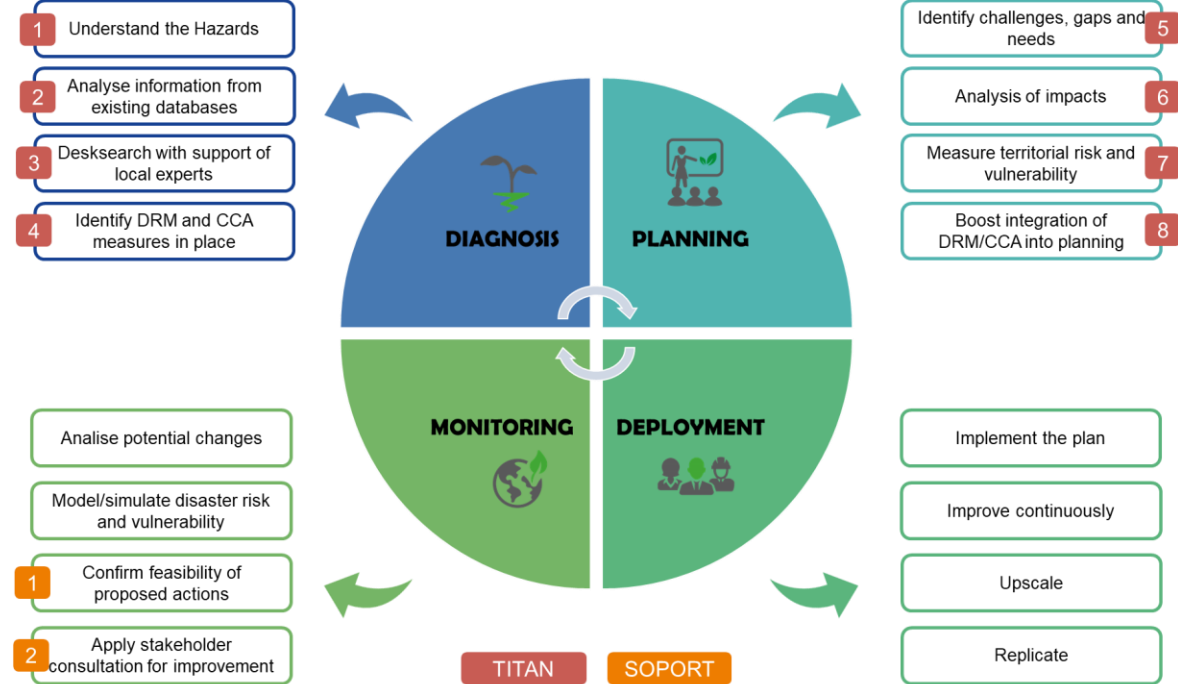 1
Understand the Hazards
2
Analyse information from
existing databases
3
Desksearch with support of
local experts
4
Identify DRM and CCA
measures in place
DIAGNOSIS
PLANNING
Identify challenges, gaps and
needs
5
Analysis of impacts
6
Measure territorial risk and
vulnerability
7
Boost integration of
DRM/CCA into planning
8
Analise potential changes
Model/simulate disaster risk
and vulnerability
1
Confirm feasibility of
proposed actions
2
Apply stakeholder
consultation for improvement
MONITORING
DEPLOYMENT
Implement the plan
Improve continuously
Upscale
Replicate
TITAN
SOPORT